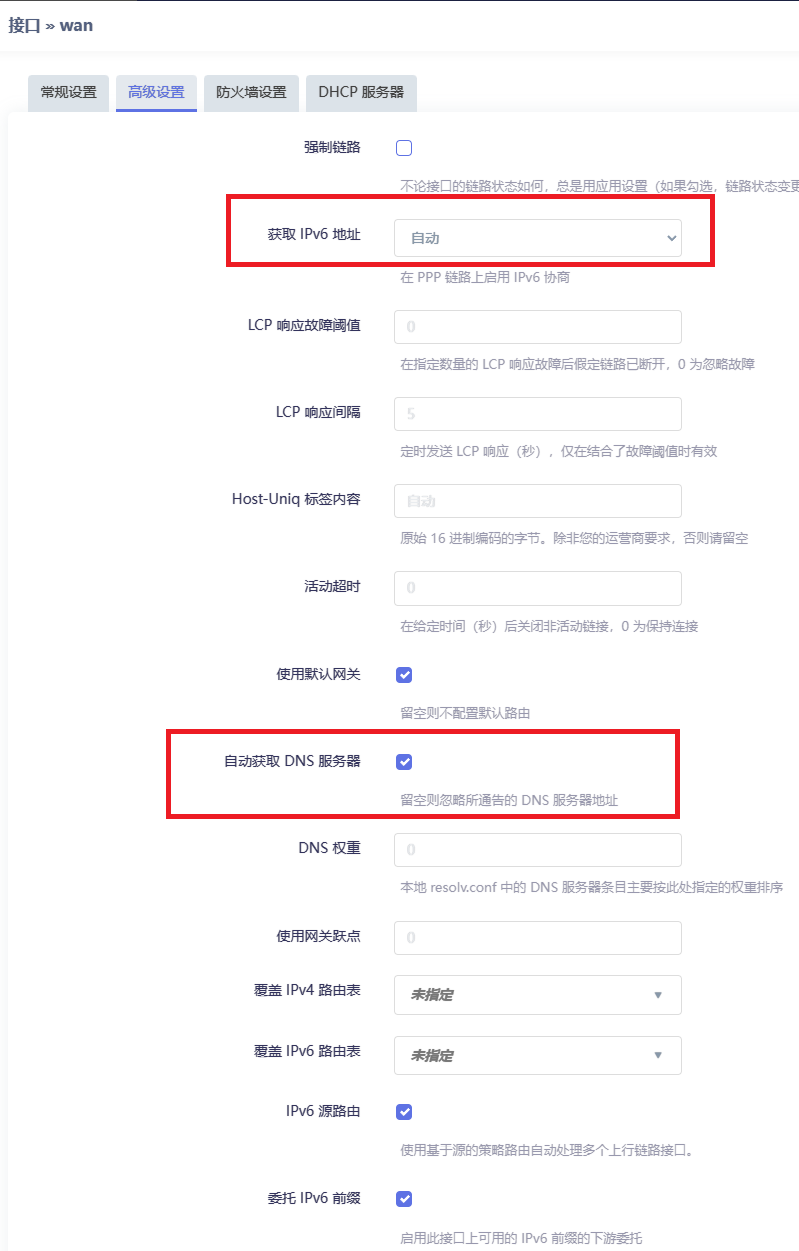 接口 » wan
常规设置 高级设置 防火墙设置 DHCP 服务器
强制链路
不论接口的链路状态如何，总是用应用设置（如果勾选，链路状态变更
获取 IPv6 地址 自动
在 PPP 链路上启用 IPv6 协商
LCP 响应故障阈值 0
在指定数量的 LCP 响应故障后假定链路已断开，0 为忽略故障
LCP 响应间隔 5
定时发送 LCP 响应（秒），仅在结合了故障阈值时有效
Host-Uniq 标签内容 自动
原始 16 进制编码的字节。除非您的运营商要求，否则请留空
活动超时 0
在给定时间（秒）后关闭非活动链接，0 为保持连接
使用默认网关
留空则不配置默认路由
自动获取 DNS 服务器
留空则忽略所通告的 DNS 服务器地址
DNS 权重 0
本地 resolv.conf 中的 DNS 服务器条目主要按此处指定的权重排序
使用网关跃点 0
覆盖 IPv4 路由表 未指定
覆盖 IPv6 路由表 未指定
IPv6 源路由
使用基于源的策略路由自动处理多个上行链路接口。
委托 IPv6 前缀
启用此接口上可用的 IPv6 前缀的下游委托